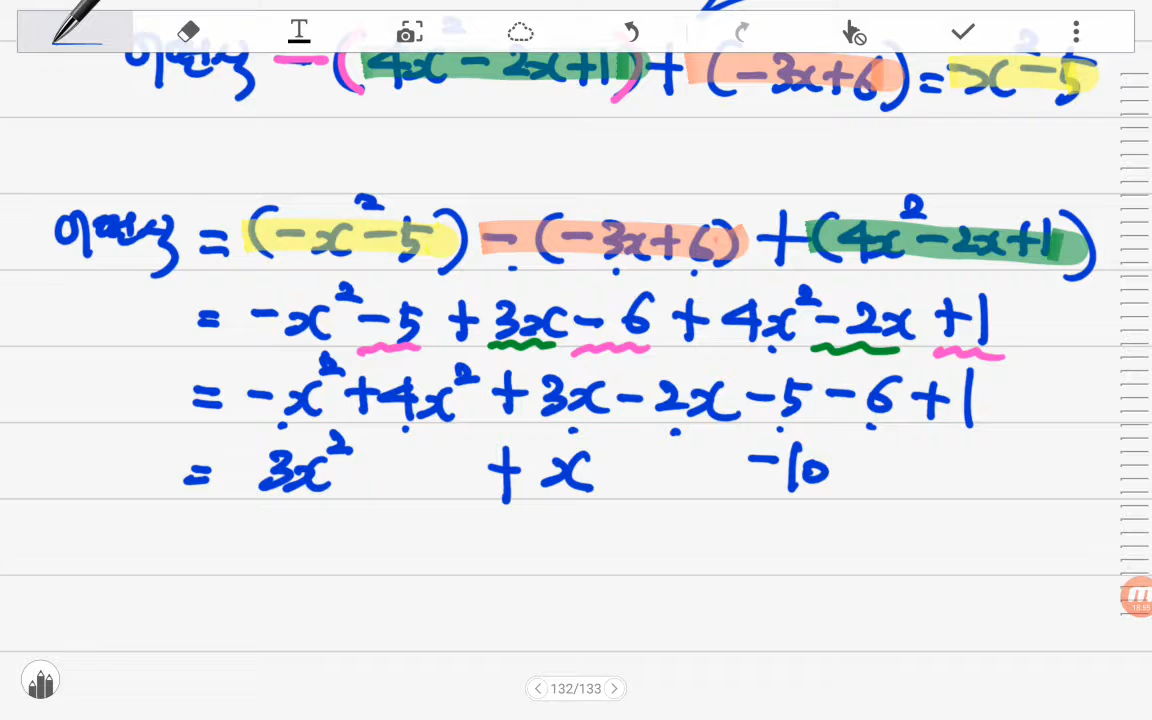 T
어떤식 - (4x² - 2x + 1) + (-3x + 6) = -x² - 5
어떤식 = (-x² - 5) - (-3x + 6) + (4x² - 2x + 1)
= -x² - 5 + 3x - 6 + 4x² - 2x + 1
= -x² + 4x² + 3x - 2x - 5 - 6 + 1
= 3x² + x - 10
132/133